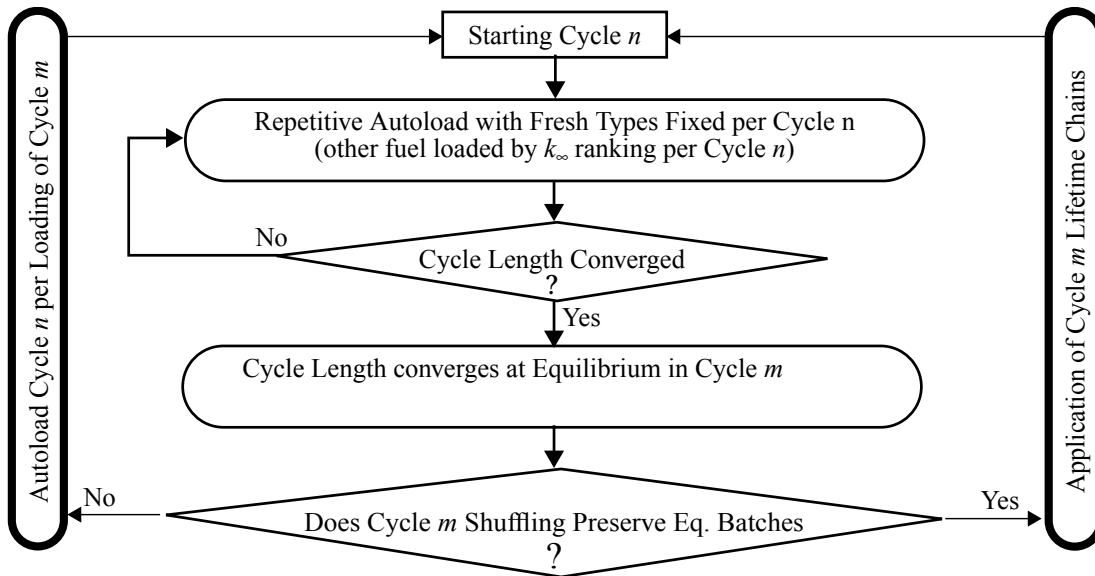 Starting Cycle n
Repetitive Autoload with Fresh Types Fixed per Cycle n
(other fuel loaded by k∞ ranking per Cycle n)
No
Cycle Length Converged
?
Yes
Cycle Length converges at Equilibrium in Cycle m
No
Yes
Does Cycle m Shuffling Preserve Eq. Batches
?
Autoload Cycle n per Loading of Cycle m
Application of Cycle m Lifetime Chains